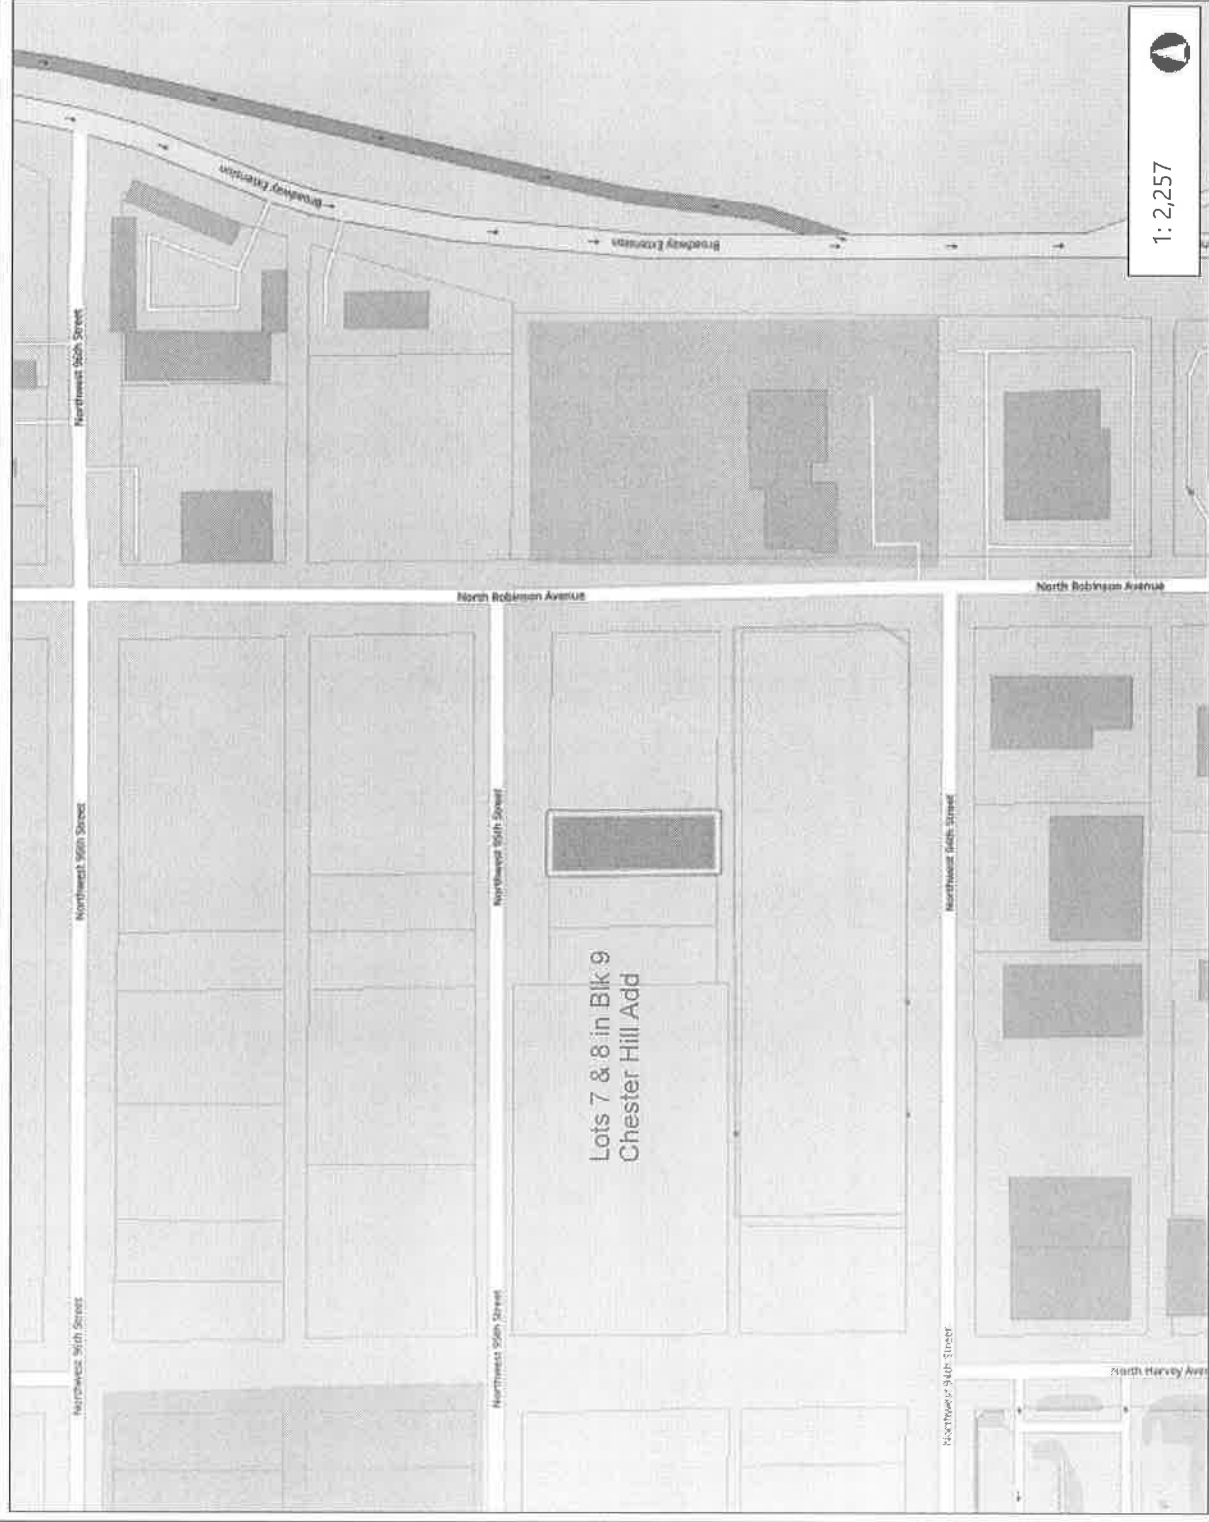 1: 2,257
Broadway Extension
Broadway Extension
Northwest 96th Street
North Robinson Avenue
North Robinson Avenue
Northwest 96th Street
Northwest 95th Street
Northwest 94th Street
Lots 7 & 8 in Blk 9
Chester Hill Add
Northwest 96th Street
Northwest 95th Street
Northwest 94th Street
North Harvey Aven